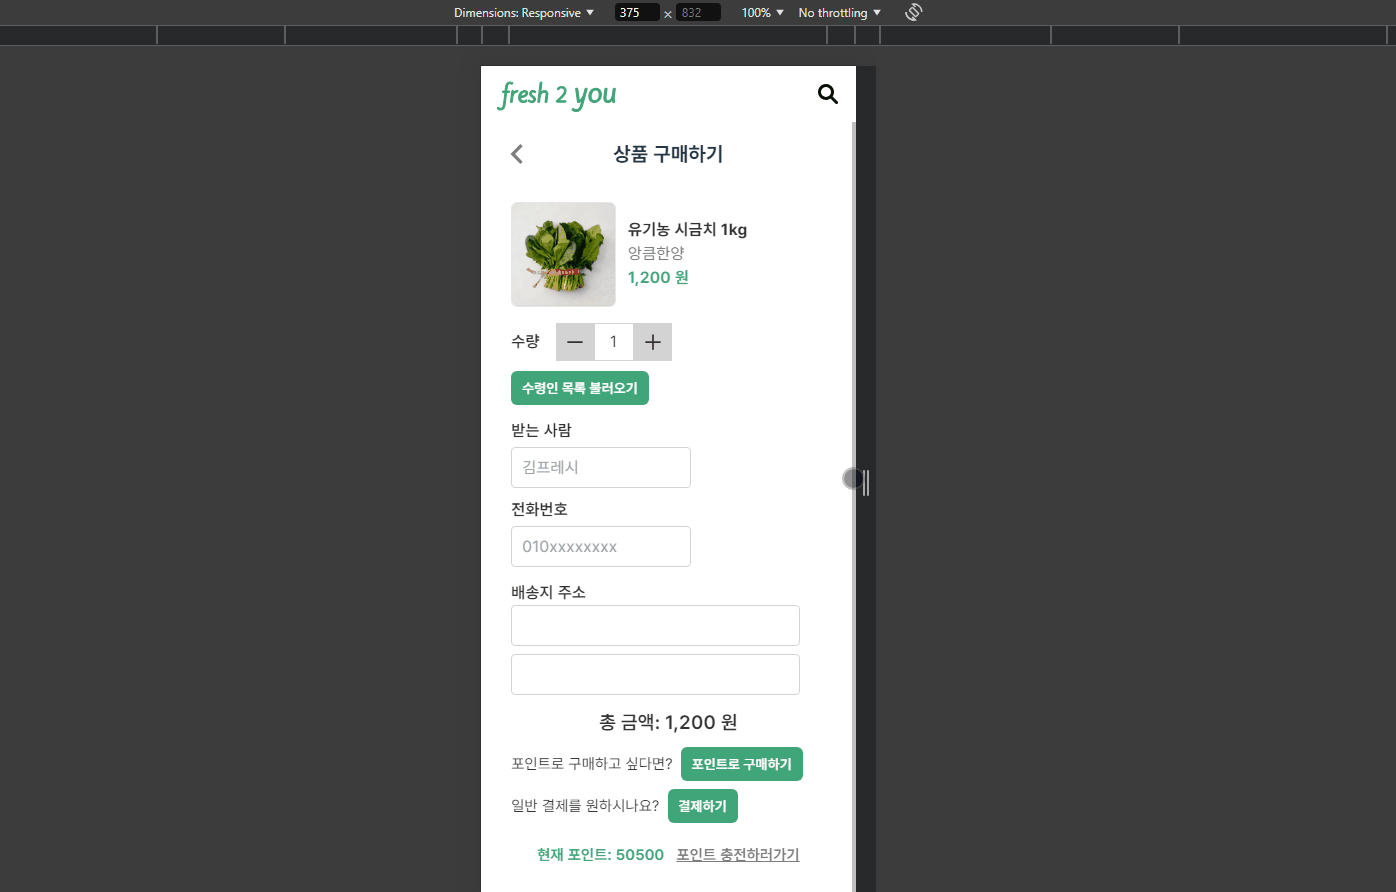 Dimensions: Responsive 375 × 832 100% No throttling
fresh 2 you
상품 구매하기
유기농 시금치 1kg
앙큼한양
1,200 원
수량 1
수령인 목록 불러오기
받는 사람
김프레시
전화번호
010xxxxxxxx
배송지 주소
총 금액: 1,200 원
포인트로 구매하고 싶다면? 포인트로 구매하기
일반 결제를 원하시나요? 결제하기
현재 포인트: 50500 포인트 충전하러가기